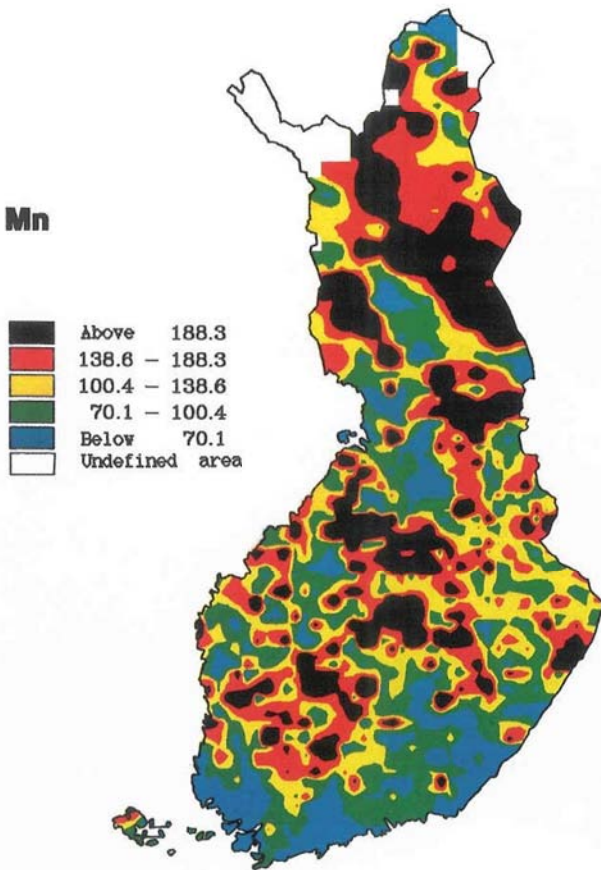 Mn
Above 188.3
138.6 — 188.3
100.4 — 138.6
70.1 — 100.4
Below 70.1
Undefined area